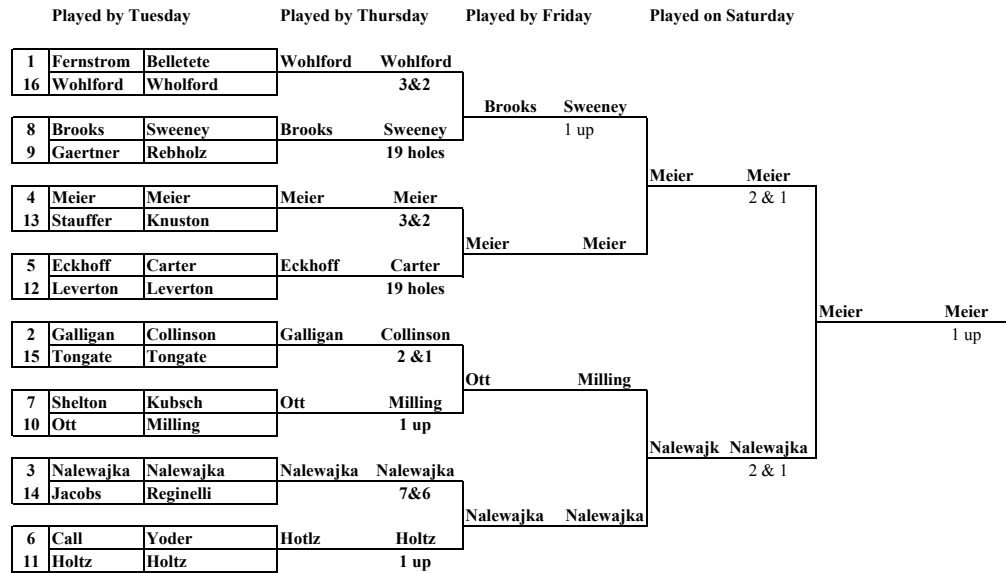 Played by Tuesday Played by Thursday Played by Friday Played on Saturday
1 Fernstrom Belletete Wohlford Wohlford
16 Wohlford Wholford 3&2
Brooks Sweeney
8 Brooks Sweeney Brooks Sweeney 1 up
9 Gaertner Rebholz 19 holes
Meier Meier
4 Meier Meier Meier Meier 2 & 1
13 Stauffer Knuston 3&2
Meier Meier
5 Eckhoff Carter Eckhoff Carter
12 Leverton Leverton 19 holes
Meier Meier
2 Galligan Collinson Galligan Collinson 1 up
15 Tongate Tongate 2 &1
Ott Milling
7 Shelton Kubsch Ott Milling
10 Ott Milling 1 up
Nalewajk Nalewajka
3 Nalewajka Nalewajka Nalewajka Nalewajka 2 & 1
14 Jacobs Reginelli 7&6
Nalewajka Nalewajka
6 Call Yoder Hotlz Holtz
11 Holtz Holtz 1 up